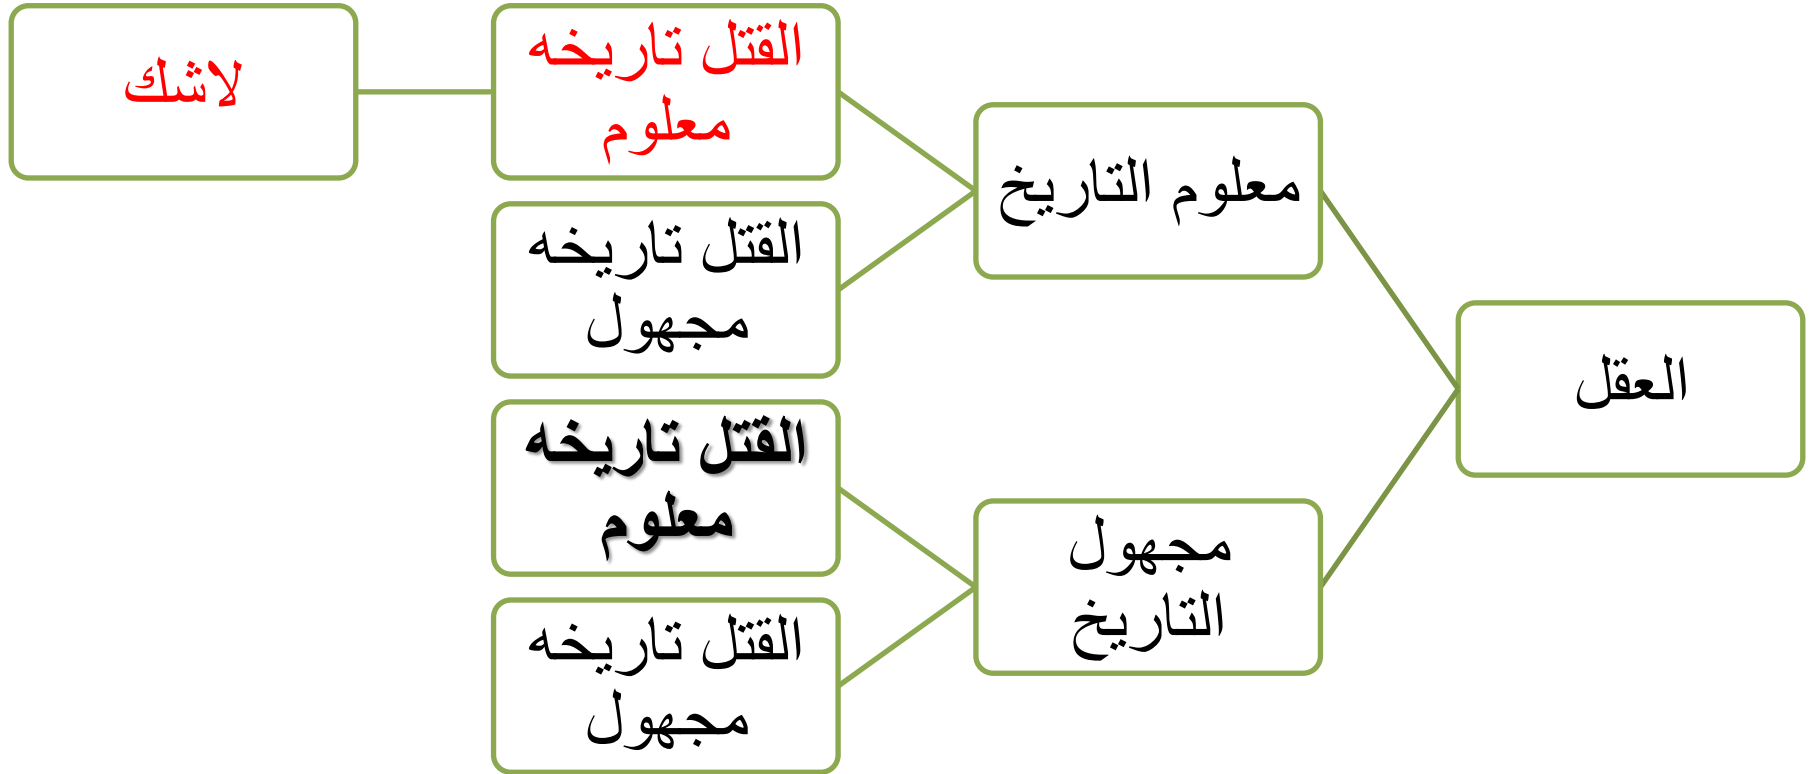 العقل
معلوم التاريخ
القتل تاريخه
معلوم
لاشك
القتل تاريخه
مجهول
مجهول
التاريخ
القتل تاريخه
معلوم
القتل تاريخه
مجهول